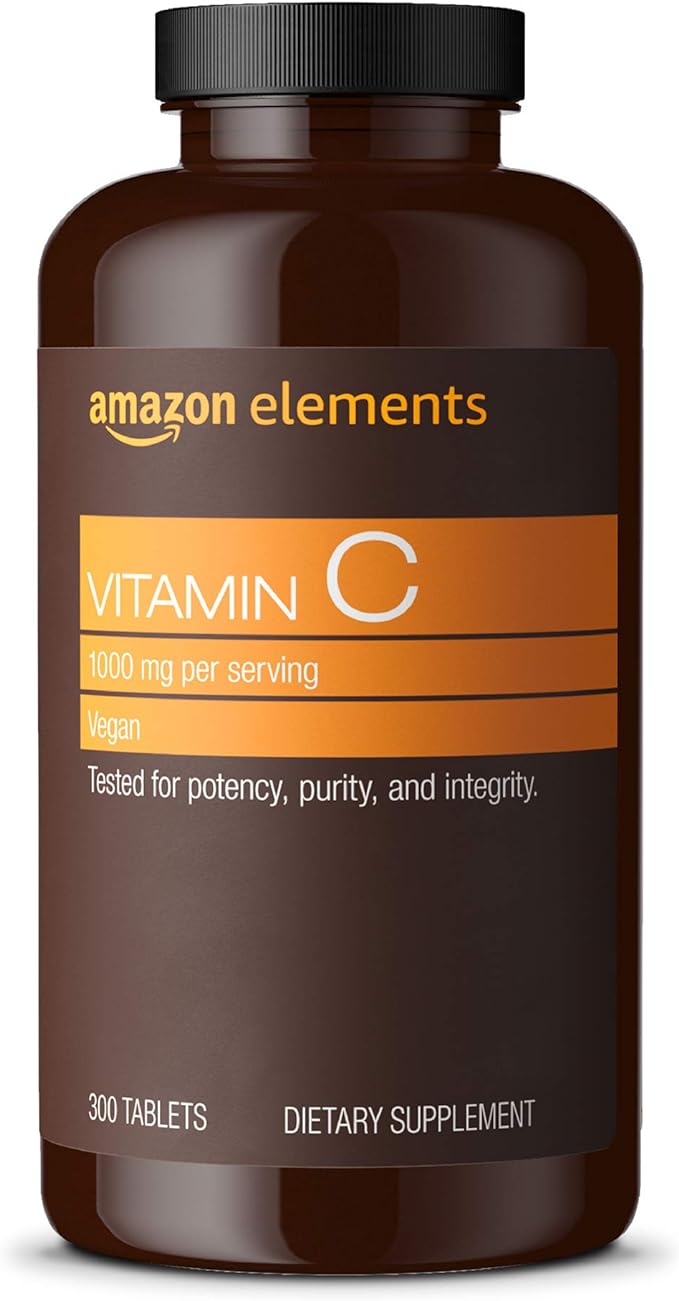 amazon elements
VITAMIN C
1000 mg per serving
Vegan
Tested for potency, purity, and integrity.
300 TABLETS DIETARY SUPPLEMENT